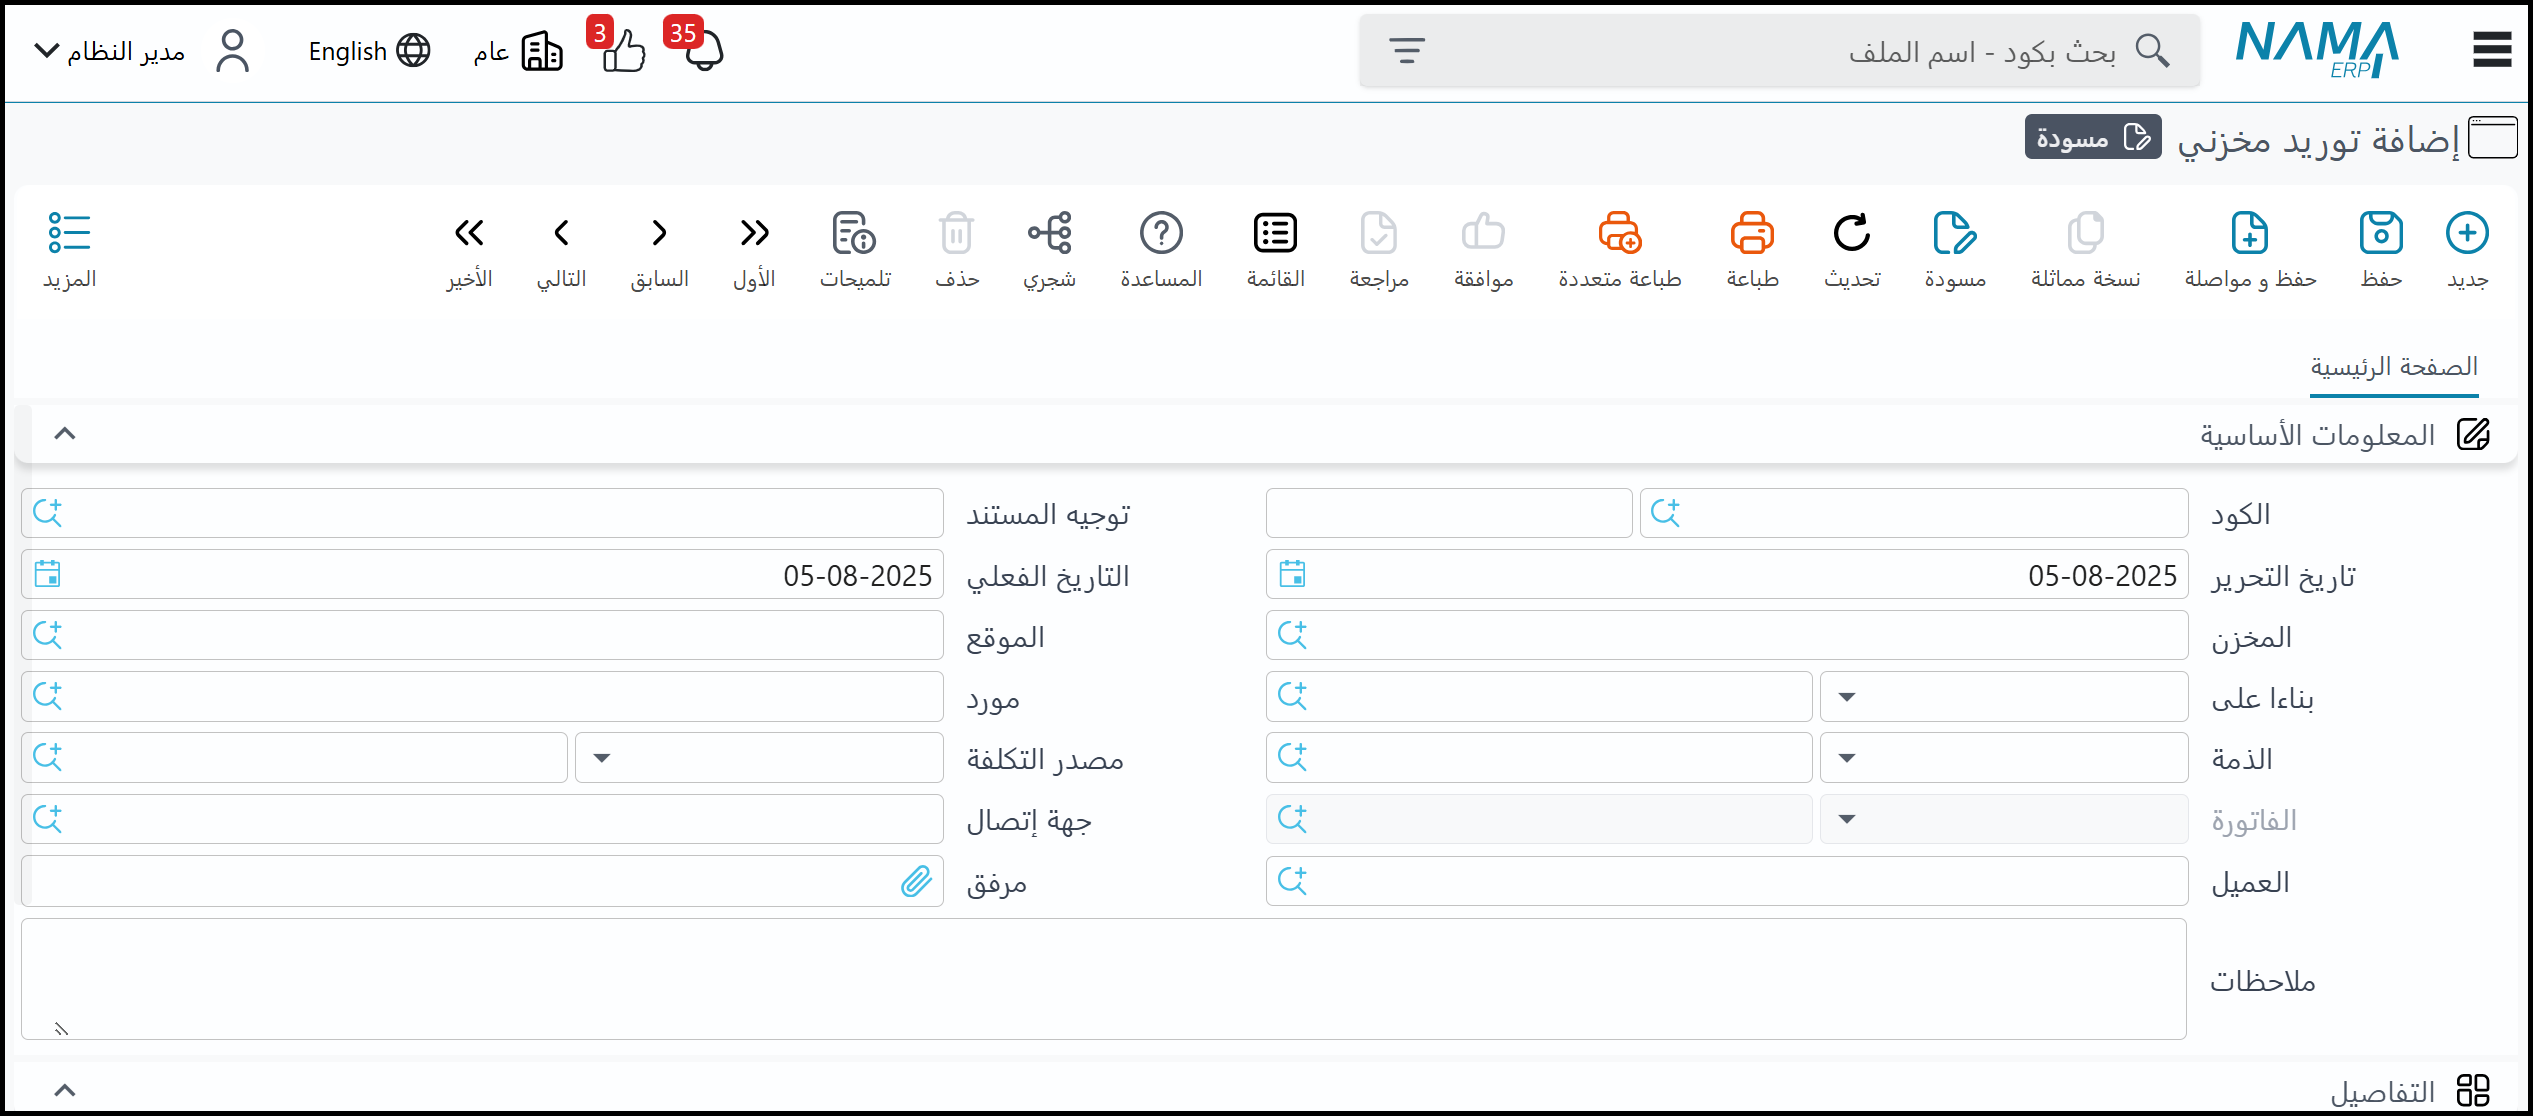 NAMA ERP
بحث بكود - اسم الملف
35
3
عام
English
مدير النظام
إضافة توريد مخزني
مسودة
جديد
حفظ
حفظ و مواصلة
نسخة مماثلة
مسودة
تحديث
طباعة
طباعة متعددة
موافقة
مراجعة
القائمة
المساعدة
شجري
حذف
تلميحات
الأول
السابق
التالي
الأخير
المزيد
الصفحة الرئيسية
المعلومات الأساسية
الكود
توجيه المستند
تاريخ التحرير 05-08-2025
التاريخ الفعلي 05-08-2025
المخزن
الموقع
بناءا على
مورد
الذمة
مصدر التكلفة
الفاتورة
جهة إتصال
العميل
مرفق
ملاحظات
التفاصيل